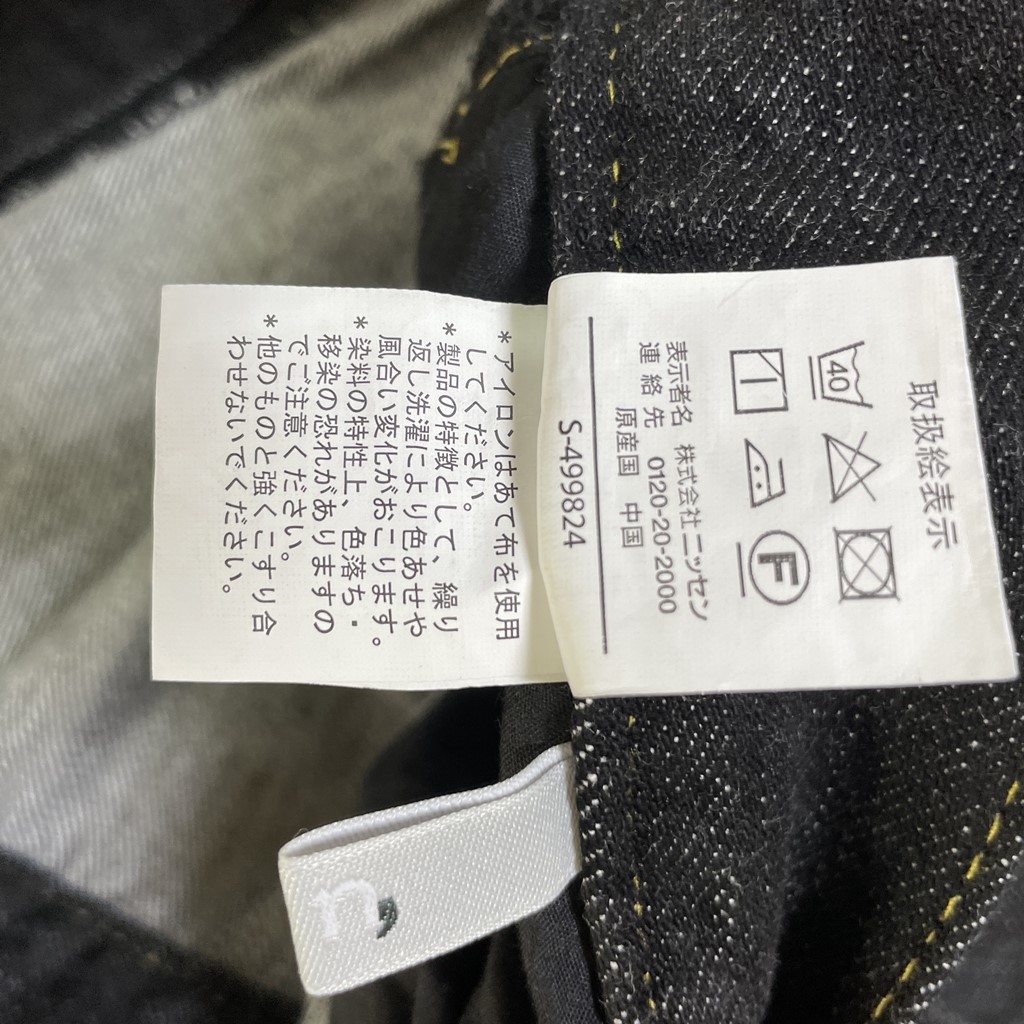 取扱絵表示
40
F
表示者名 株式会社ニッセン
連絡先 0120-20-2000
原産国 中国
S-499824
*アイロンはあて布を使用
してください。
*製品の特徴として、繰り
返し洗濯により色あせや
風合い変化がおこります。
*染料の特性上、色落ち・
移染の恐れがありますの
でご注意ください。
*他のものと強くこすり合
わせないでください。